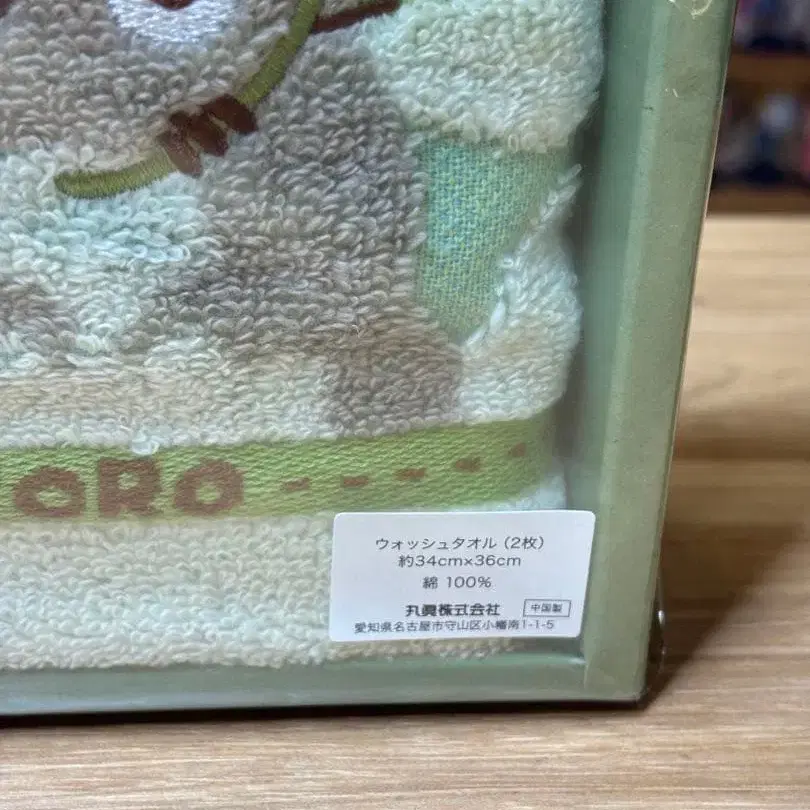 ORO
ウォッシュタオル（2枚）
約34cm×36cm
綿 100%
丸眞株式会社 中国製
愛知県名古屋市守山区小幡南1-1-5